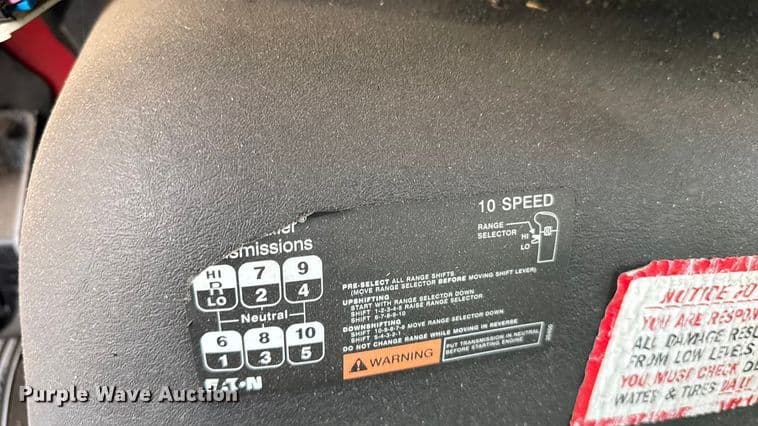 10 SPEED
smissions
RANGE
SELECTOR
HI
LO
HI
R
LO
7
2
9
4
Neutral
6
1
8
3
10
5
PRE-SELECT ALL RANGE SHIFTS
(MOVE RANGE SELECTOR BEFORE MOVING SHIFT LEVER)
UPSHIFTING
START WITH RANGE SELECTOR DOWN
SHIFT 1-2-3-4-5 RAISE RANGE SELECTOR
SHIFT 6-7-8-9-10
DOWNSHIFTING
SHIFT 10-9-8-7-6 MOVE RANGE SELECTOR DOWN
SHIFT 5-4-3-2-1
DO NOT CHANGE RANGE WHILE MOVING IN REVERSE
WARNING
PUT TRANSMISSION IN NEUTRAL
BEFORE STARTING ENGINE
EATON
NOTICE
YOU ARE RESPON
ALL DAMAGE RESU
FROM LOW LEVELS
YOU MUST CHECK
WATER & TIRES
Purple Wave Auction